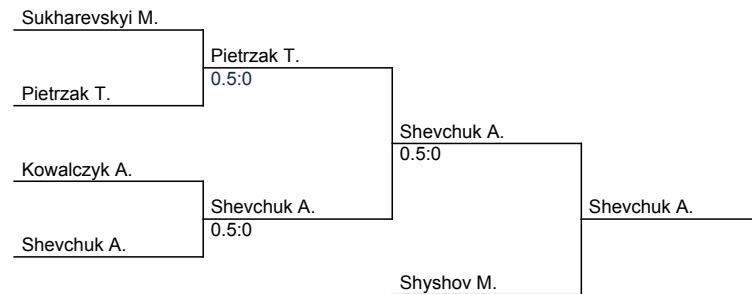 Sukharevskyi M.
Pietrzak T.
0.5:0
Pietrzak T.
Shevchuk A.
0.5:0
Kowalczyk A.
Shevchuk A.
Shevchuk A.
0.5:0
Shevchuk A.
Shyshov M.